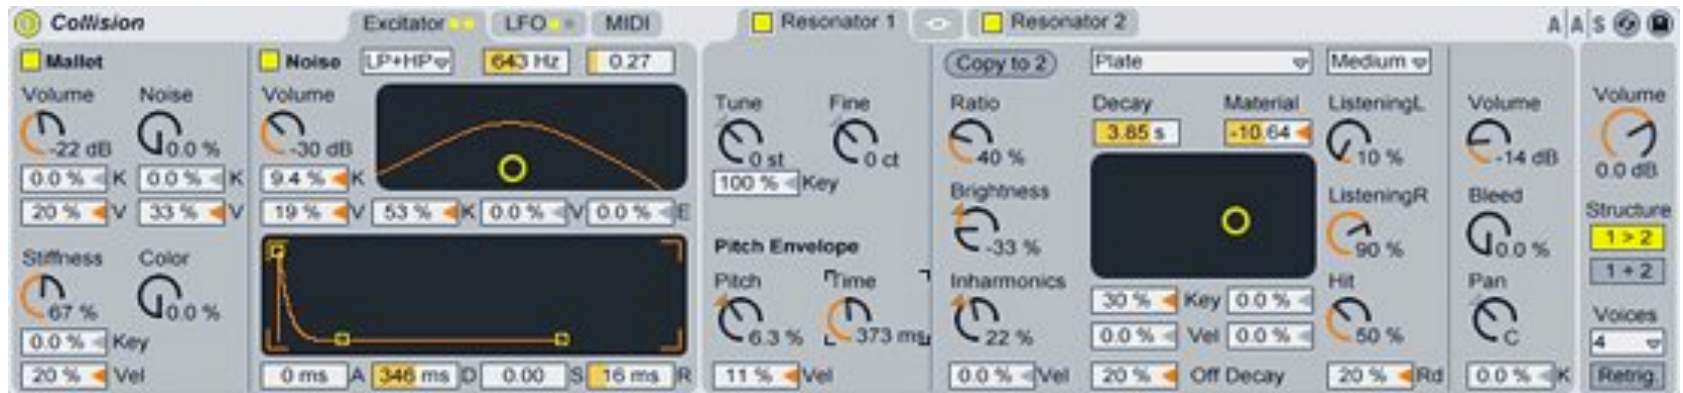 Collision Excitator LFO MIDI Resonator 1 Resonator 2 A A S
Mallet Noise LP+HP 643 Hz 0.27 Copy to 2 Plate Medium
Volume Noise Volume Tune Fine Ratio Decay Material ListeningL Volume Volume
-22 dB 0.0 % -30 dB 0 st 0 ct 40 % 3.85 s -10.64 10 % -14 dB 0.0 dB
0.0 % K 0.0 % K 9.4 % K 100 % Key Brightness ListeningR Bleed
20 % V 33 % V 19 % V 53 % K 0.0 % V 0.0 % E Structure
Pitch Envelope -33 % 90 % 0.0 % 1 > 2
Stiffness Color Pitch Time Inharmonics Hit Pan 1 + 2
67 % 0.0 % 6.3 % 373 ms 22 % 30 % Key 0.0 % 50 % C Voices
0.0 % Key 0.0 % Vel 0.0 % 4
20 % Vel 0 ms A 346 ms D 0.00 S 16 ms R 11 % Vel 0.0 % Vel 20 % Off Decay 20 % Rd 0.0 % K Retrig.